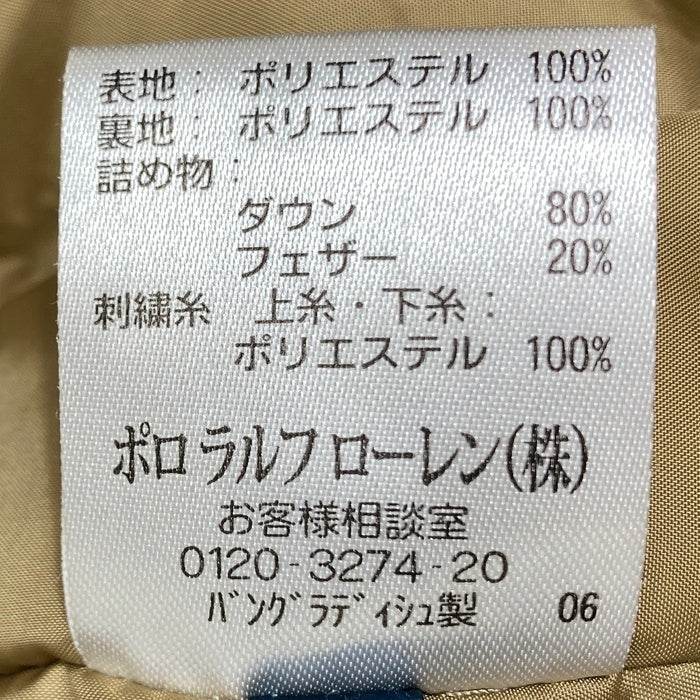 表地: ポリエステル 100%
裏地: ポリエステル 100%
詰め物:
ダウン 80%
フェザー 20%
刺繍糸 上糸・下糸:
ポリエステル 100%
ポロ ラルフ ローレン(株)
お客様相談室
0120-3274-20
バングラディシュ製 06